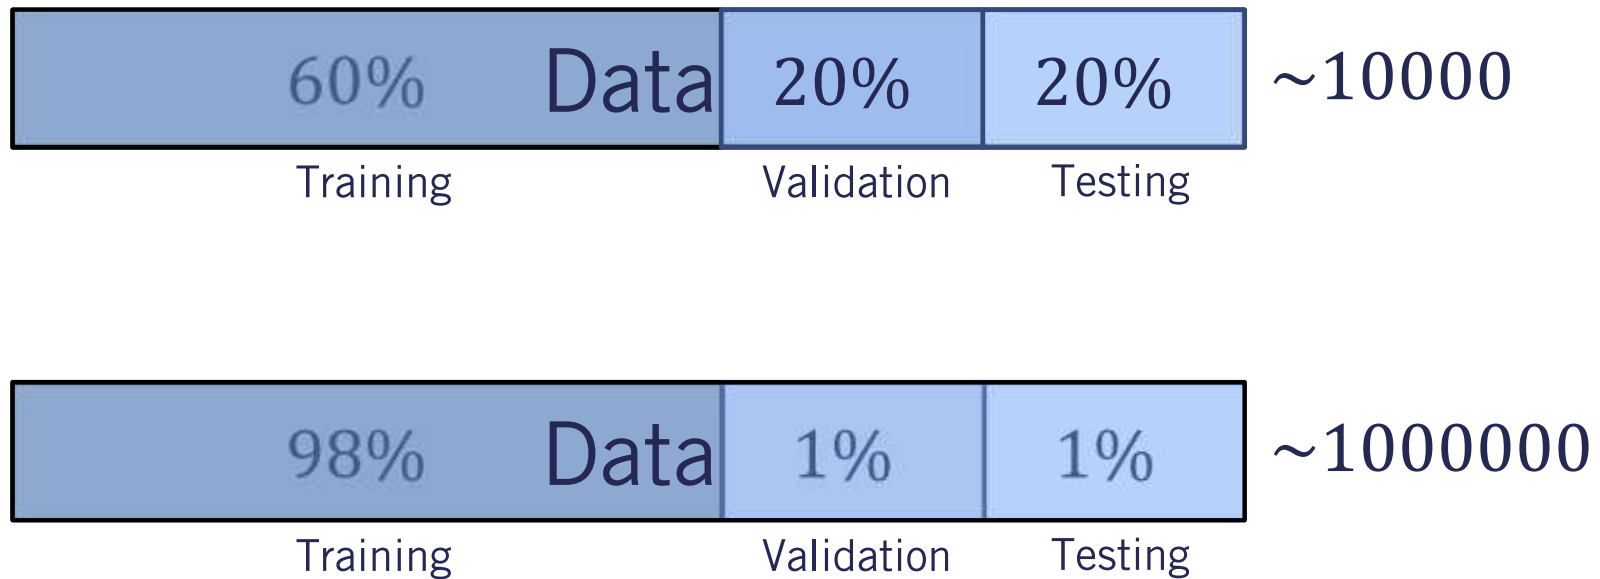 60% Data 20% 20% ~10000
Training Validation Testing
98% Data 1% 1% ~1000000
Training Validation Testing